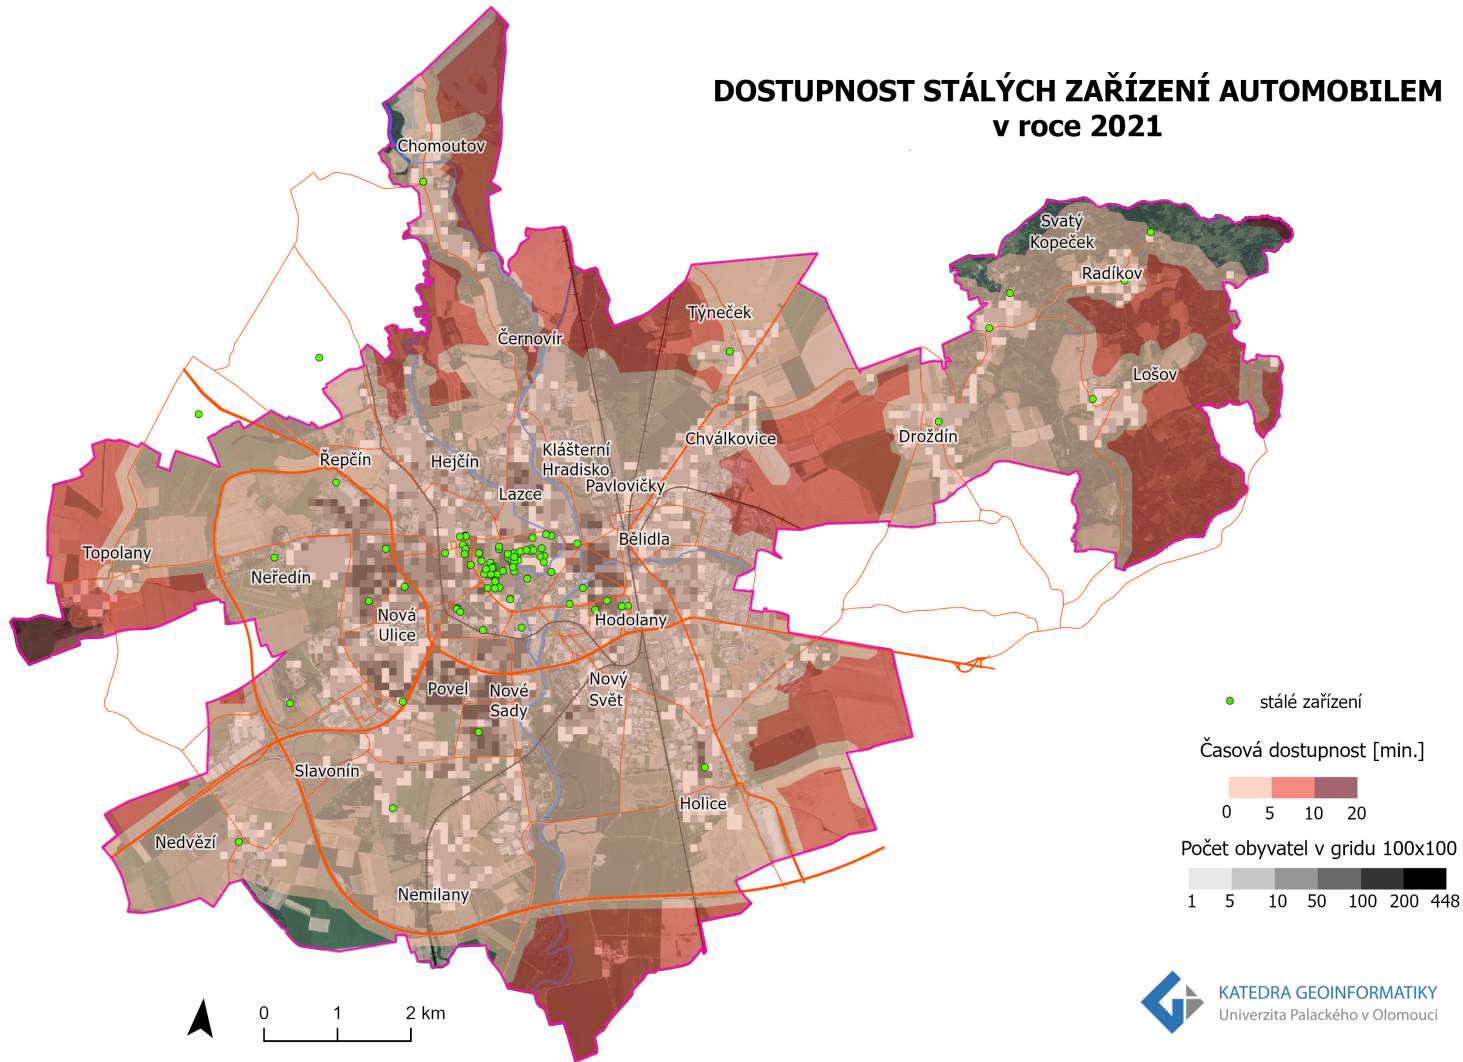 DOSTUPNOST STÁLÝCH ZAŘÍZENÍ AUTOMOBILEM
v roce 2021
Chomoutov
Svatý
Kopeček
Radíkov
Týneček
Černovír
Lošov
Droždín
Chválkovice
Klášterní
Hradisko
Řepčín
Hejčín
Pavlovičky
Lazce
Bělidla
Topolany
Neředín
Nová
Ulice
Hodolany
Povel
Nové
Sady
Nový
Svět
Slavonín
Holice
Nedvězí
Nemilany
stálé zařízení
Časová dostupnost [min.]
0 5 10 20
Počet obyvatel v gridu 100x100
1 5 10 50 100 200 448
0 1 2 km
KATEDRA GEOINFORMATIKY
Univerzita Palackého v Olomouci